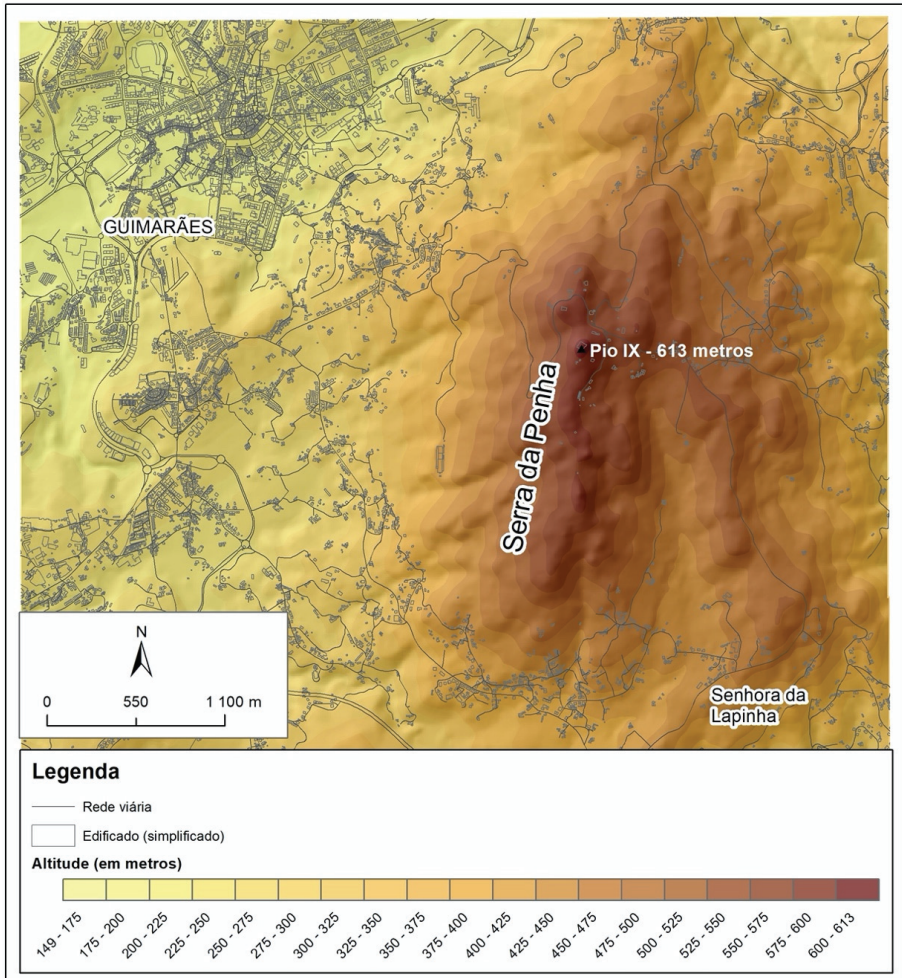 GUIMARÃES
Pio IX - 613 metros
Serra da Penha
Senhora da
Lapinha
N
0 550 1 100 m
Legenda
Rede viária
Edificado (simplificado)
Altitude (em metros)
149 - 175
175 - 200
200 - 225
225 - 250
250 - 275
275 - 300
300 - 325
325 - 350
350 - 375
375 - 400
400 - 425
425 - 450
450 - 475
475 - 500
500 - 525
525 - 550
550 - 575
575 - 600
600 - 613